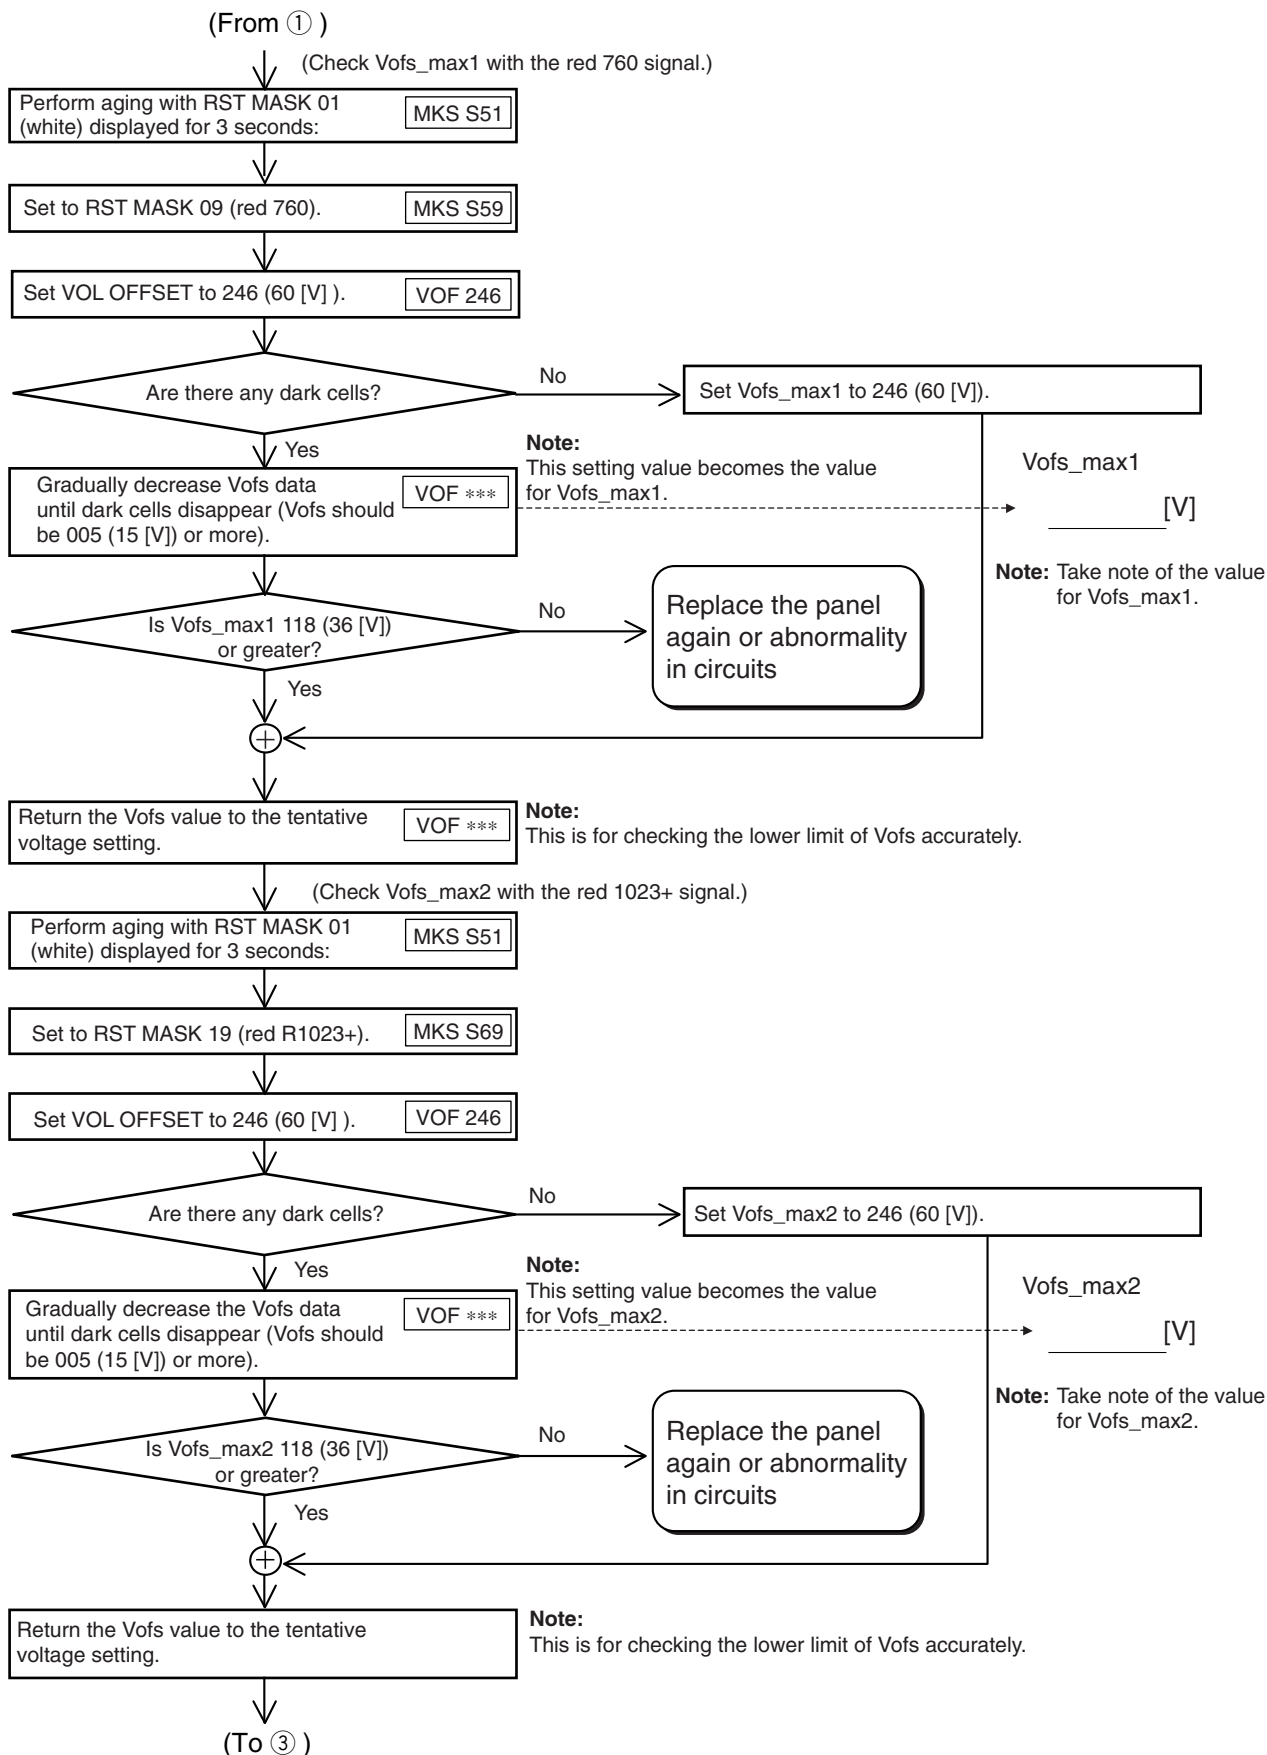 (From ① )
(Check Vofs_max1 with the red 760 signal.)
Perform aging with RST MASK 01
(white) displayed for 3 seconds:
MKS S51
Set to RST MASK 09 (red 760).
MKS S59
Set VOL OFFSET to 246 (60 [V] ).
VOF 246
Are there any dark cells?
No
Set Vofs_max1 to 246 (60 [V]).
Yes
Note:
This setting value becomes the value
for Vofs_max1.
Vofs_max1
[V]
Gradually decrease Vofs data
until dark cells disappear (Vofs should
be 005 (15 [V]) or more).
VOF ***
Note: Take note of the value
for Vofs_max1.
Is Vofs_max1 118 (36 [V])
or greater?
No
Replace the panel
again or abnormality
in circuits
Yes
Return the Vofs value to the tentative
voltage setting.
VOF ***
Note:
This is for checking the lower limit of Vofs accurately.
(Check Vofs_max2 with the red 1023+ signal.)
Perform aging with RST MASK 01
(white) displayed for 3 seconds:
MKS S51
Set to RST MASK 19 (red R1023+).
MKS S69
Set VOL OFFSET to 246 (60 [V] ).
VOF 246
Are there any dark cells?
No
Set Vofs_max2 to 246 (60 [V]).
Yes
Note:
This setting value becomes the value
for Vofs_max2.
Vofs_max2
[V]
Gradually decrease the Vofs data
until dark cells disappear (Vofs should
be 005 (15 [V]) or more).
VOF ***
Note: Take note of the value
for Vofs_max2.
Is Vofs_max2 118 (36 [V])
or greater?
No
Replace the panel
again or abnormality
in circuits
Yes
Return the Vofs value to the tentative
voltage setting.
Note:
This is for checking the lower limit of Vofs accurately.
(To ③ )